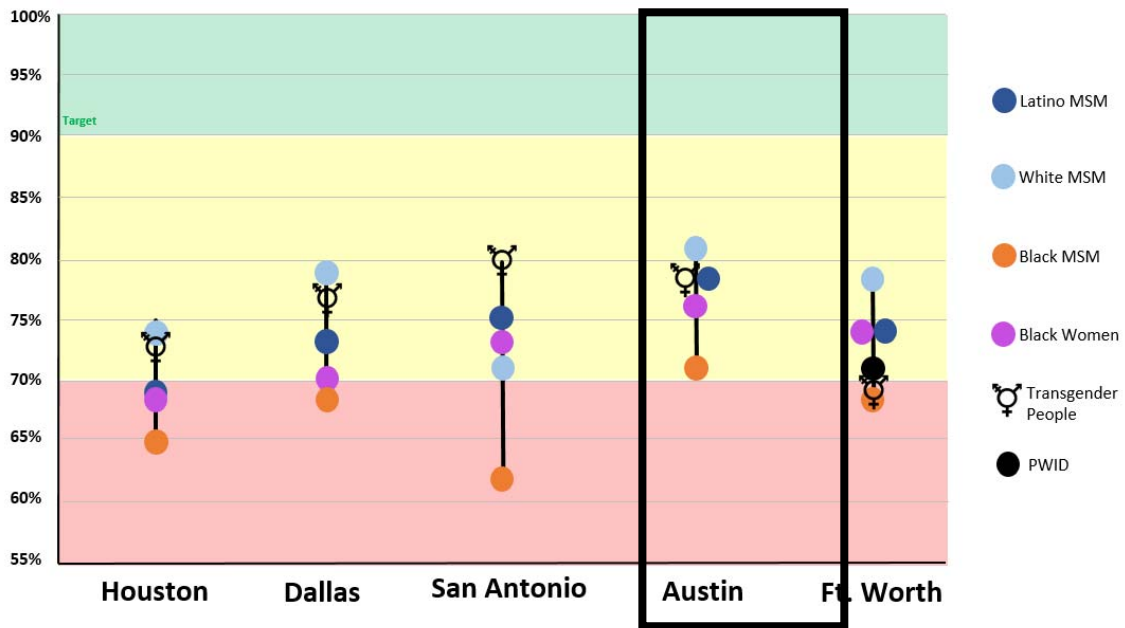 100%
95%
Target
90%
85%
80%
75%
70%
65%
60%
55%
Houston
Dallas
San Antonio
Austin
Ft. Worth
Latino MSM
White MSM
Black MSM
Black Women
Transgender
People
PWID